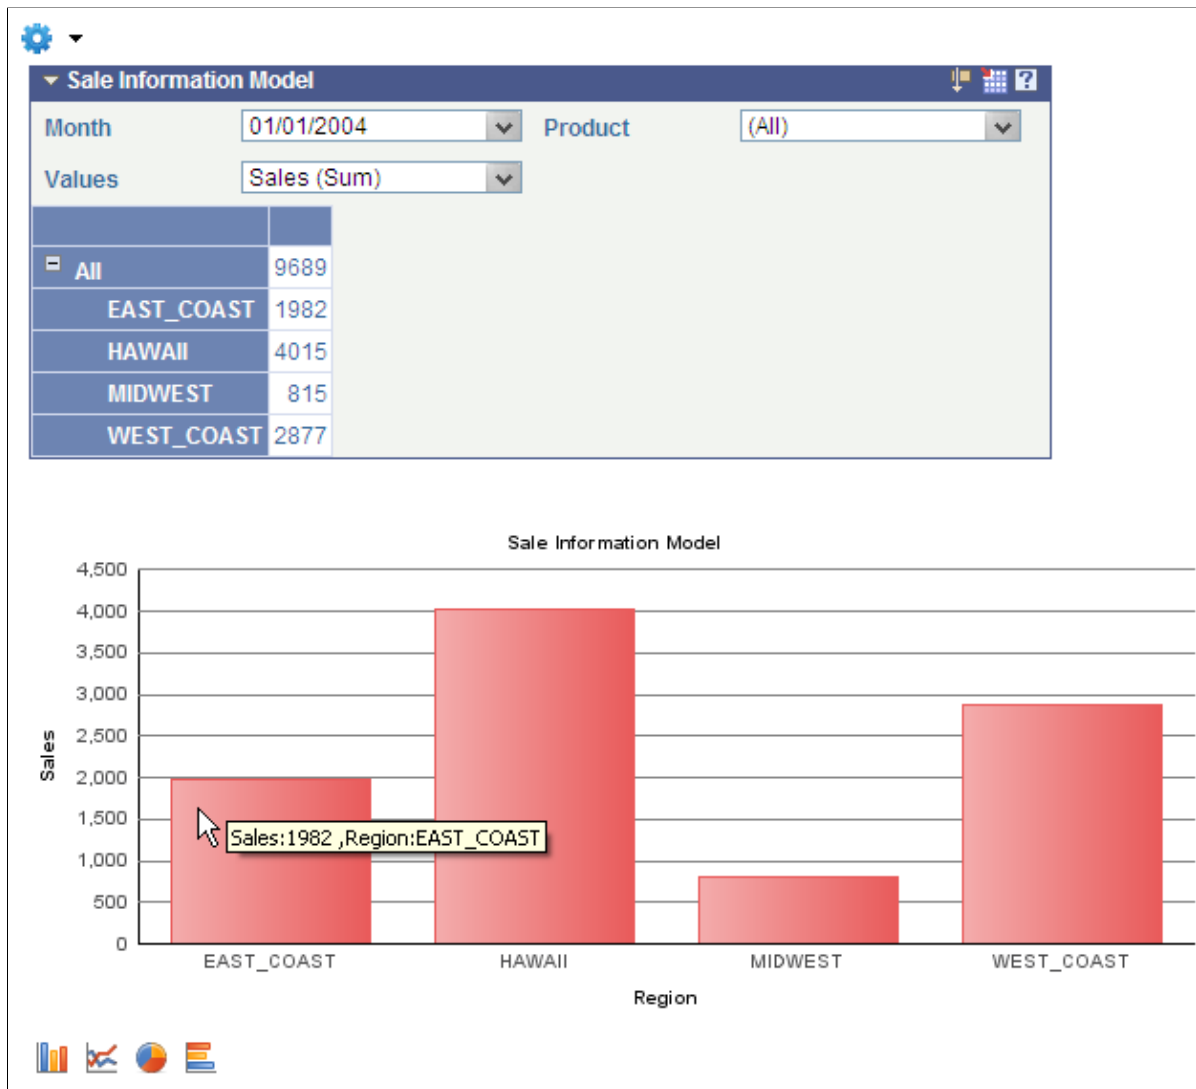 Sale Information Model
Month 01/01/2004 Product (All)
Values Sales (Sum)
All 9689
EAST_COAST 1982
HAWAII 4015
MIDWEST 815
WEST_COAST 2877
Sale Information Model
4,500
4,000
3,500
3,000
2,500
2,000
1,500
1,000
500
0
Sales
Sales:1982 ,Region:EAST_COAST
EAST_COAST HAWAII MIDWEST WEST_COAST
Region